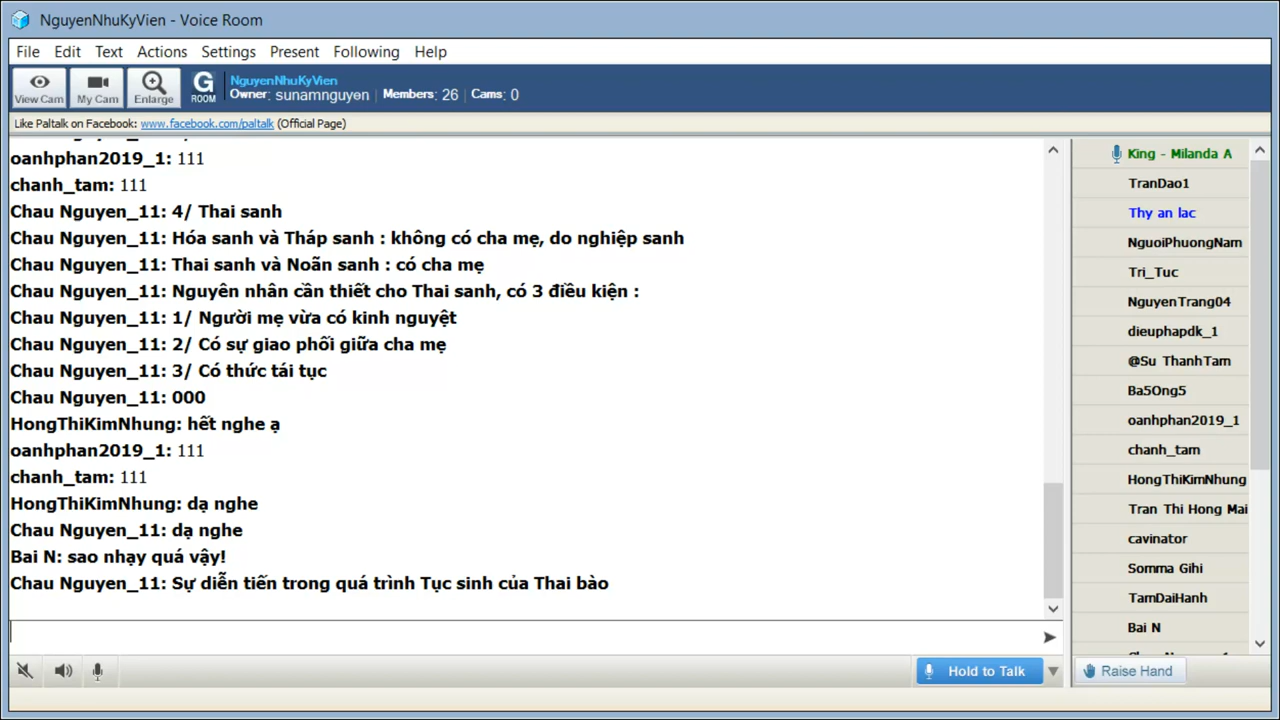 NguyenNhuKyVien - Voice Room
File Edit Text Actions Settings Present Following Help
View Cam My Cam Enlarge G ROOM
NguyenNhuKyVien
Owner: sunamnguyen Members: 26 Cams: 0
Like Paltalk on Facebook: www.facebook.com/paltalk (Official Page)
oanhphan2019_1: 111
chanh_tam: 111
Chau Nguyen_11: 4/ Thai sanh
Chau Nguyen_11: Hóa sanh và Tháp sanh : không có cha mẹ, do nghiệp sanh
Chau Nguyen_11: Thai sanh và Noãn sanh : có cha mẹ
Chau Nguyen_11: Nguyên nhân cần thiết cho Thai sanh, có 3 điều kiện :
Chau Nguyen_11: 1/ Người mẹ vừa có kinh nguyệt
Chau Nguyen_11: 2/ Có sự giao phối giữa cha mẹ
Chau Nguyen_11: 3/ Có thức tái tục
Chau Nguyen_11: 000
HongThiKimNhung: hết nghe ạ
oanhphan2019_1: 111
chanh_tam: 111
HongThiKimNhung: dạ nghe
Chau Nguyen_11: dạ nghe
Bai N: sao nhạy quá vậy!
Chau Nguyen_11: Sự diễn tiến trong quá trình Tục sinh của Thai bào
King - Milanda A
TranDao1
Thy an lac
NguoiPhuongNam
Tri_Tuc
NguyenTrang04
dieuphapdk_1
@Su ThanhTam
Ba5Ong5
oanhphan2019_1
chanh_tam
HongThiKimNhung
Tran Thi Hong Mai
cavinator
Somma Gihi
TamDaiHanh
Bai N
Hold to Talk
Raise Hand